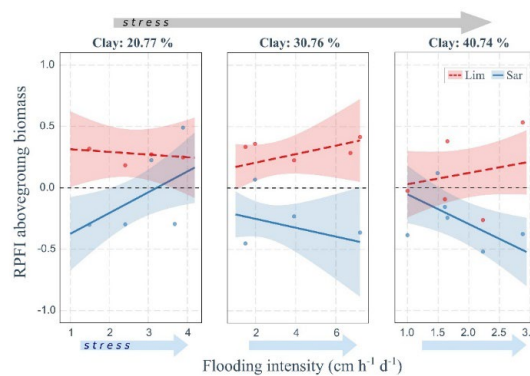 stress
Clay: 20.77 % Clay: 30.76 % Clay: 40.74 %
Lim Sar
RPFI abovegroung biomass
1.0
0.5
0.0
-0.5
-1.0
1 2 3 4 2 4 6 1.0 1.5 2.0 2.5 3.
stress
Flooding intensity (cm h⁻¹ d⁻¹)